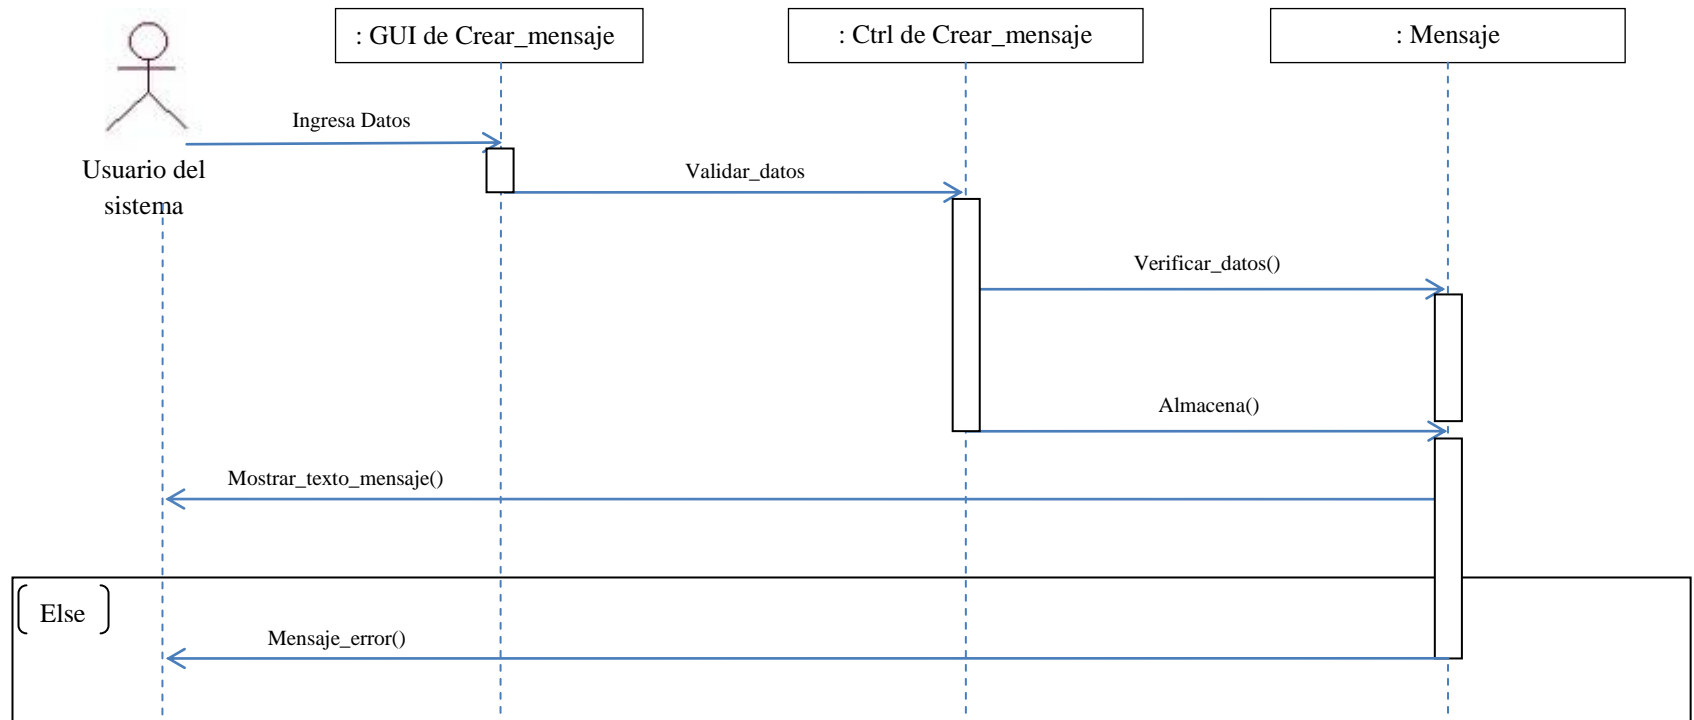 : GUI de Crear_mensaje
: Ctrl de Crear_mensaje
: Mensaje
Ingresa Datos
Usuario del
sistema
Validar_datos
Verificar_datos()
Almacena()
Mostrar_texto_mensaje()
Else
Mensaje_error()